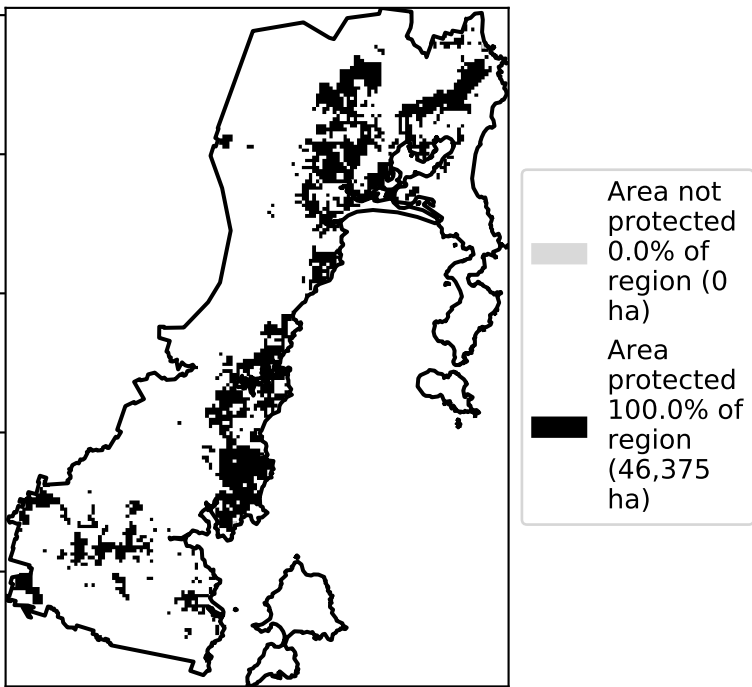 Area not
protected
0.0% of
region (0
ha)
Area
protected
100.0% of
region
(46,375
ha)